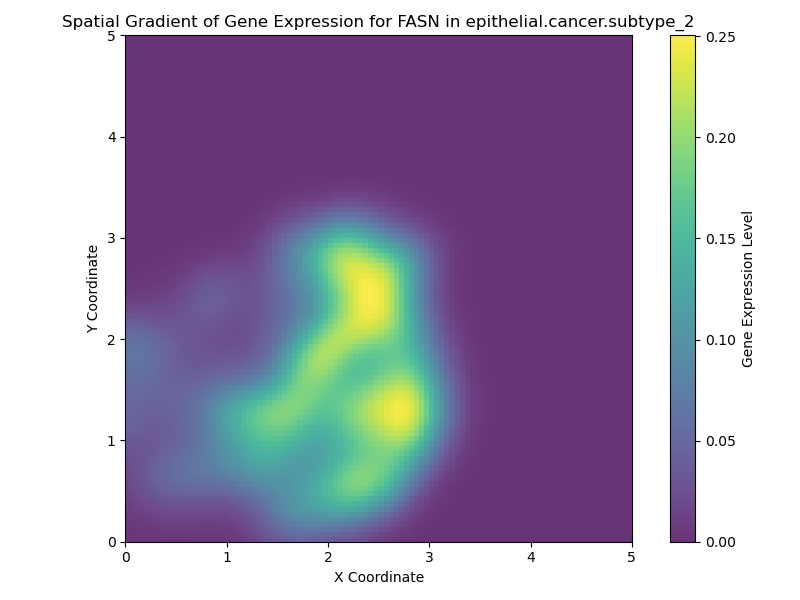 Spatial Gradient of Gene Expression for FASN in epithelial.cancer.subtype_2
5
4
3
2
1
0
Y Coordinate
0 1 2 3 4 5
X Coordinate
0.25
0.20
0.15
0.10
0.05
0.00
Gene Expression Level